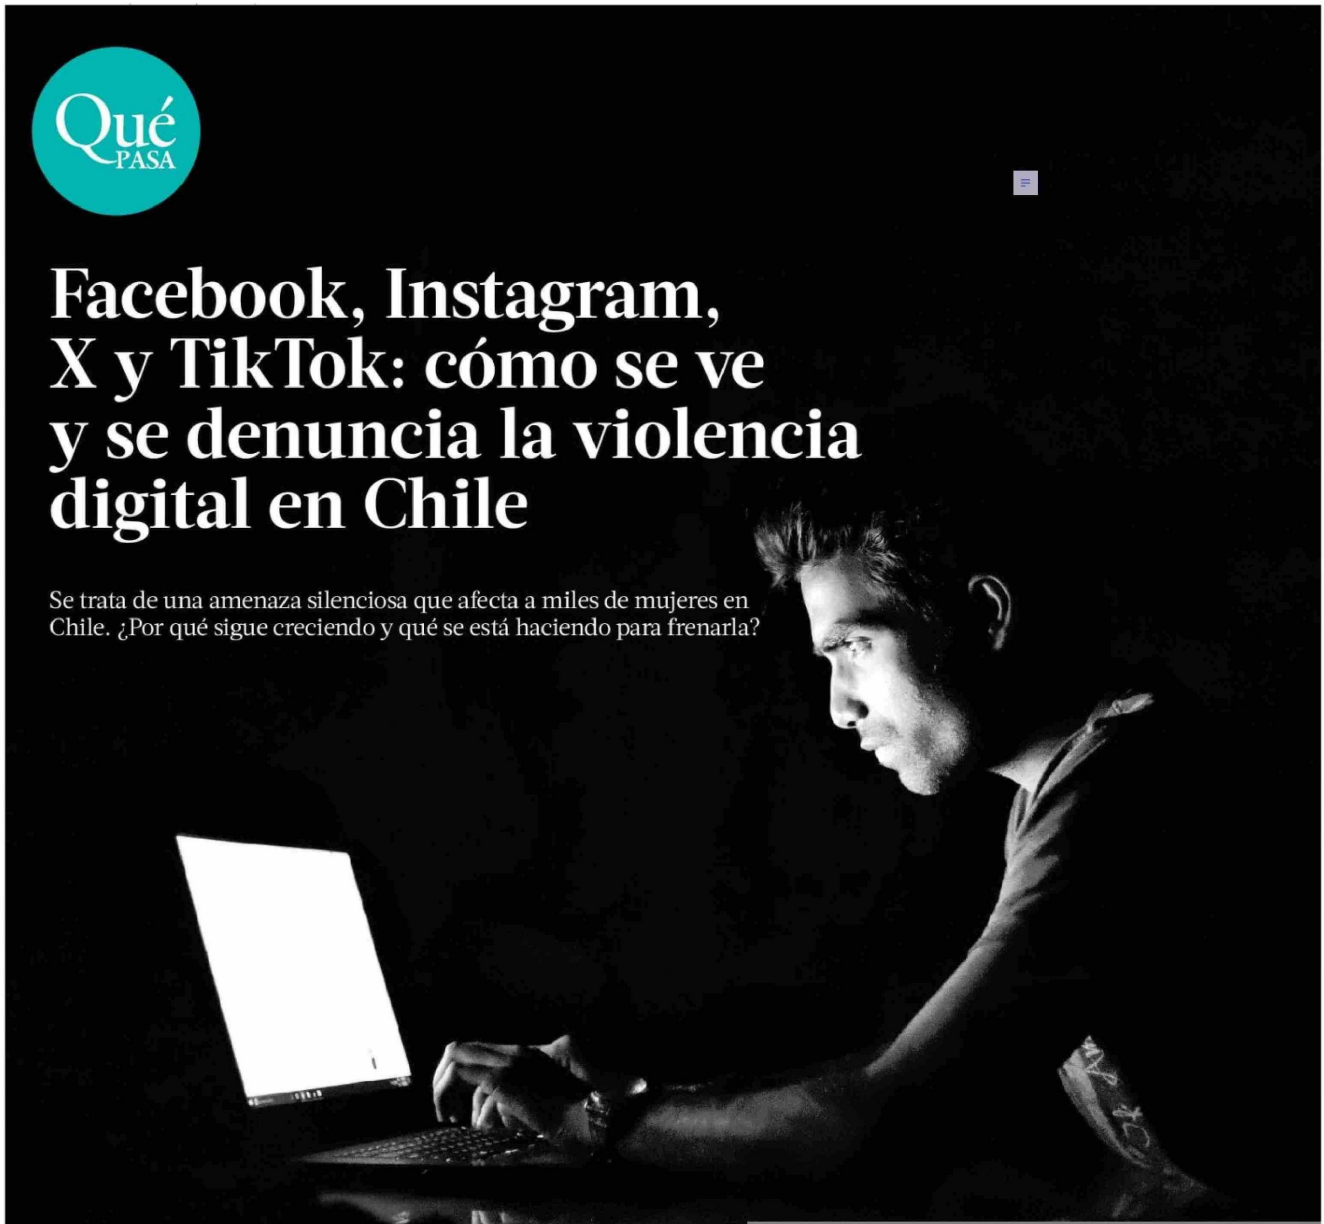 Qué
PASA
Facebook, Instagram,
X y TikTok: cómo se ve
y se denuncia la violencia
digital en Chile
Se trata de una amenaza silenciosa que afecta a miles de mujeres en
Chile. ¿Por qué sigue creciendo y qué se está haciendo para frenarla?